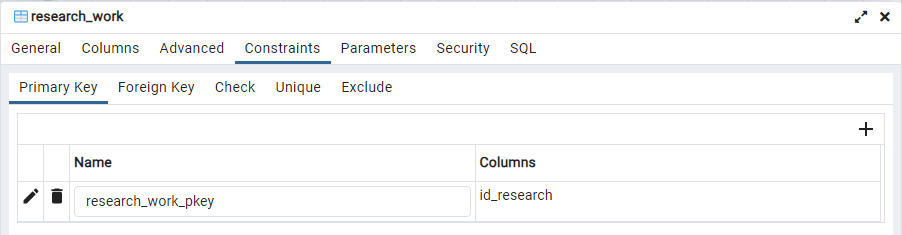 research_work
General Columns Advanced Constraints Parameters Security SQL
Primary Key Foreign Key Check Unique Exclude
Name Columns
research_work_pkey id_research